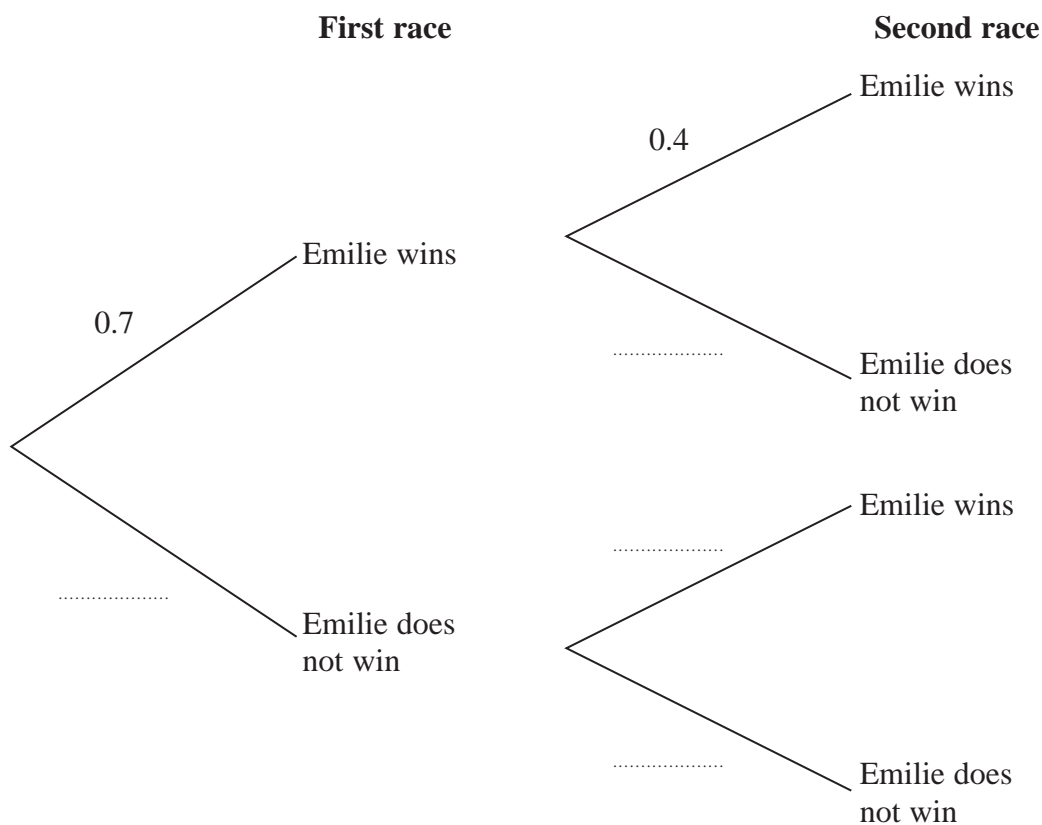 First race
Second race
Emilie wins
0.4
Emilie wins
0.7
Emilie does
not win
Emilie wins
Emilie does
not win
Emilie does
not win